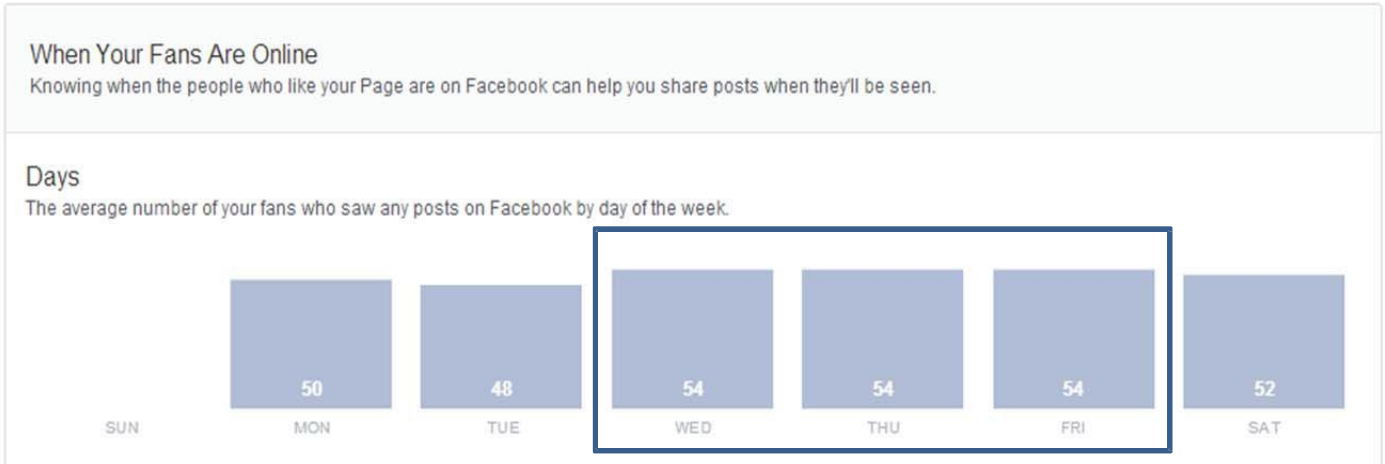 When Your Fans Are Online
Knowing when the people who like your Page are on Facebook can help you share posts when they'll be seen.
Days
The average number of your fans who saw any posts on Facebook by day of the week.
50 48 54 54 54 52
SUN MON TUE WED THU FRI SAT